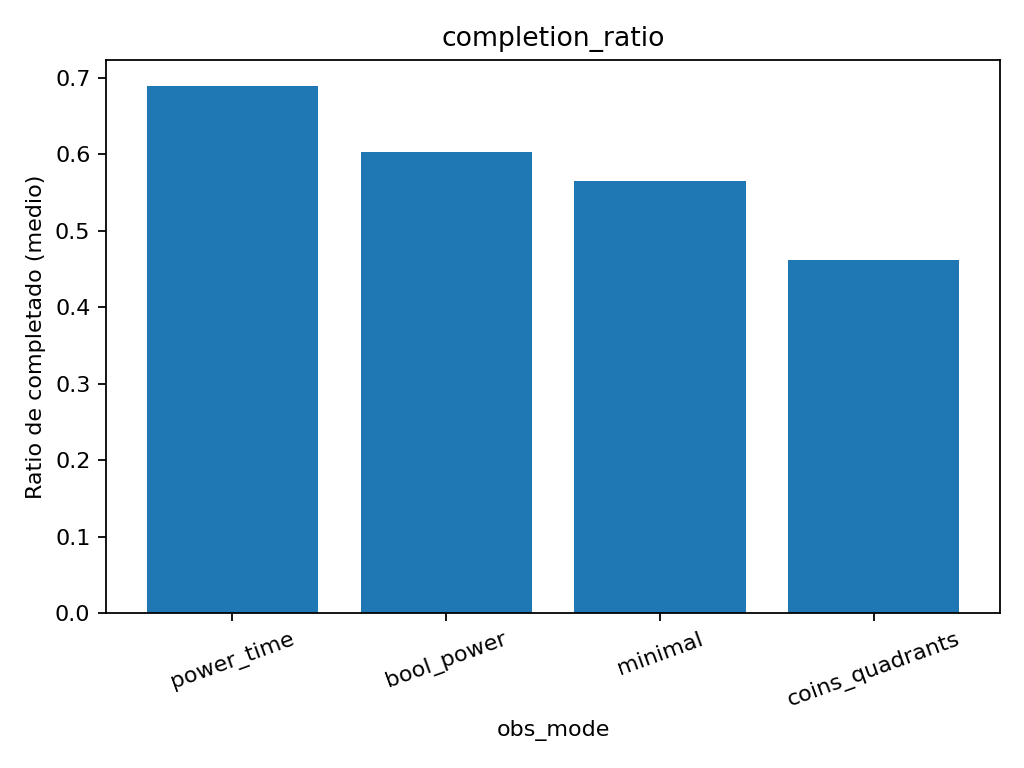 completion_ratio
Ratio de completado (medio)
0.7
0.6
0.5
0.4
0.3
0.2
0.1
0.0
power_time
bool_power
minimal
coins_quadrants
obs_mode